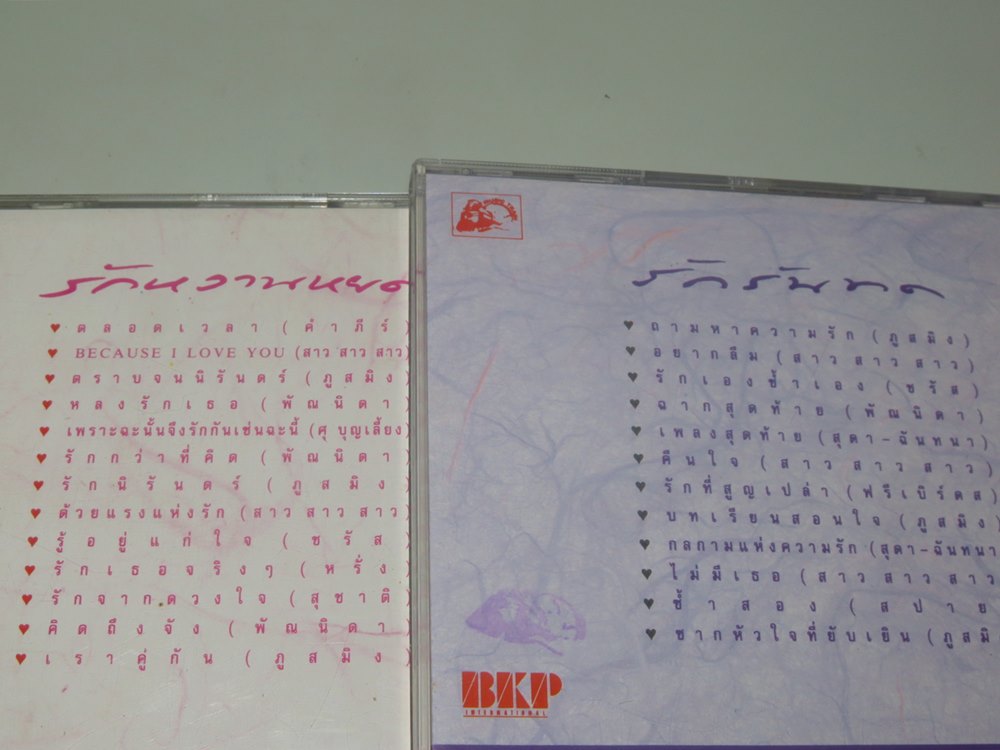 รักหวานหยด
ตลอดเวลา (คำภีร์)
BECAUSE I LOVE YOU (สาว สาว สาว)
ตราบจนนิรันดร์ (ภูสมิง)
หลงรักเธอ (พัณนิดา)
เพราะฉะนั้นจึงรักกันเช่นฉะนี้ (ศุ บุญเลี้ยง)
รักกว่าที่คิด (พัณนิดา
รักนิรันดร์ (ภูสมิง
ด้วยแรงแห่งรัก (สาว สาว สาว)
รู้อยู่แก่ใจ (ชรัส
รักเธอจริงๆ (หรั่ง)
รักจากดวงใจ (สุชาติ)
คิดถึงจัง (พัณนิดา)
เราคู่กัน (ภูสมิง)
รักรันทด
ถามหาความรัก (ภูสมิง)
อยากลืม (สาว สาว สาว)
รักเองช้ำเอง (ชรัส)
ฉากสุดท้าย (พัณนิดา)
เพลงสุดท้าย (สุดา-ฉันทนา)
คืนใจ (สาว สาว สาว)
รักที่สูญเปล่า (ฟรีเบิร์ดส)
บทเรียนสอนใจ (ภูสมิง)
กลกามแห่งความรัก (สุดา-ฉันทนา
ไม่มีเธอ (สาว สาว สาว
ช้ำสอง (สปาย
ซากหัวใจที่ยับเยิน (ภูสมิ
BKP
INTERNATIONAL